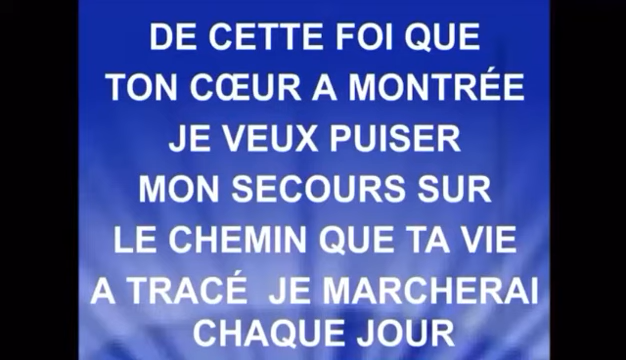 DE CETTE FOI QUE
TON CŒUR A MONTRÉE
JE VEUX PUISER
MON SECOURS SUR
LE CHEMIN QUE TA VIE
A TRACÉ  JE MARCHERAI
CHAQUE JOUR